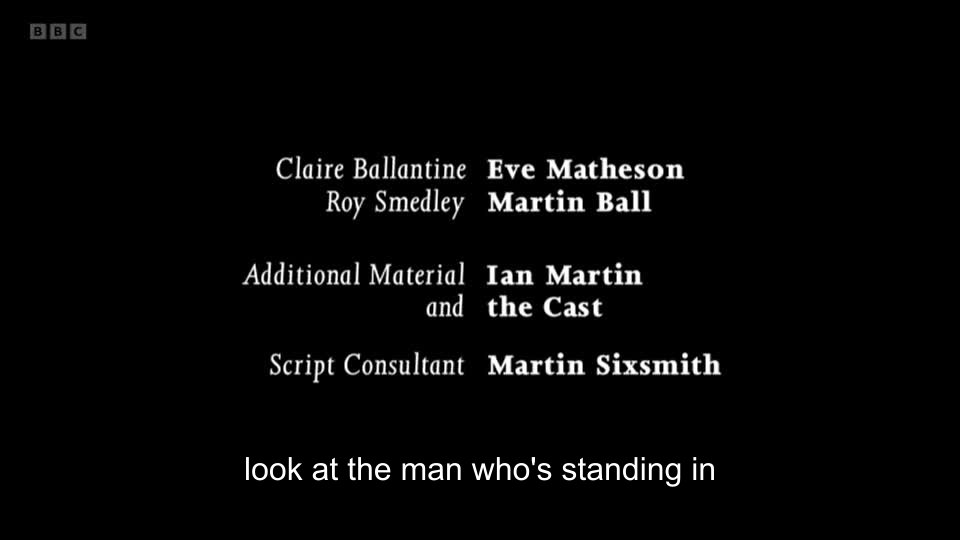 BBC
Claire Ballantine Eve Matheson
Roy Smedley Martin Ball
Additional Material Ian Martin
and the Cast
Script Consultant Martin Sixsmith
look at the man who's standing in